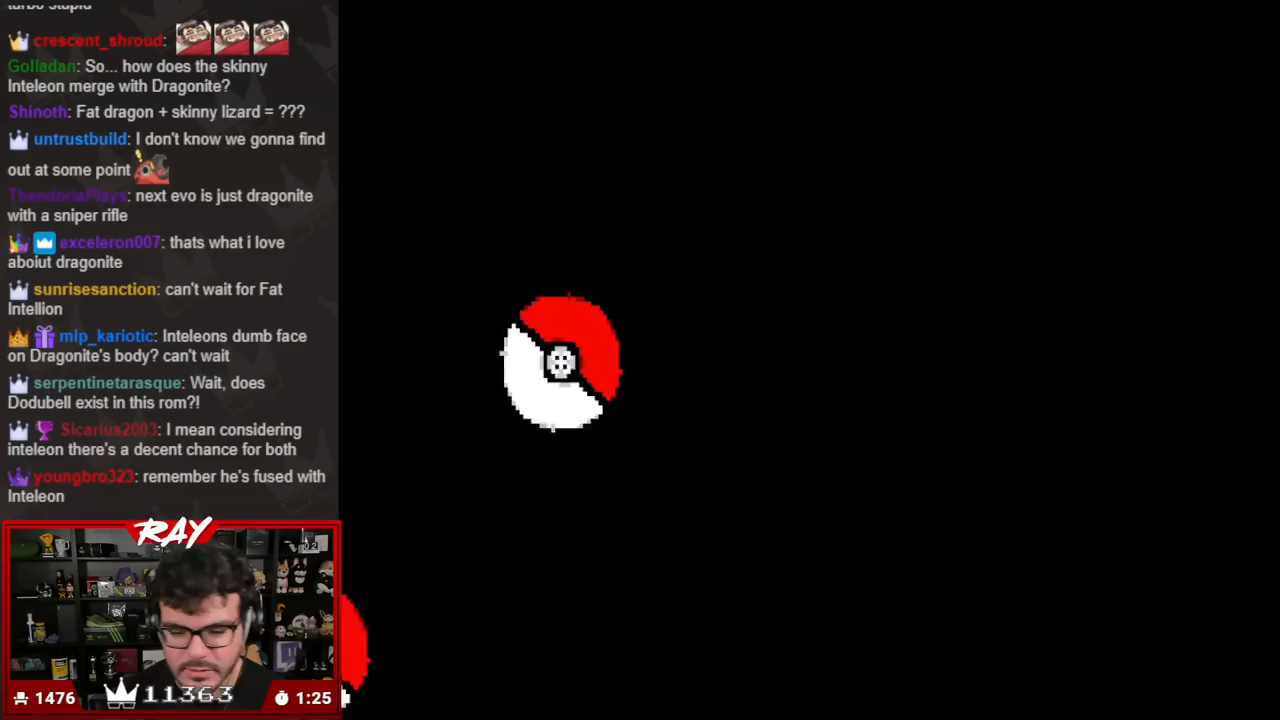 turbo stupid
crescent_shroud:
Golladan: So... how does the skinny
Inteleon merge with Dragonite?
Shinoth: Fat dragon + skinny lizard = ???
untrustbuild: I don't know we gonna find
out at some point
ThendoriaPlays: next evo is just dragonite
with a sniper rifle
exceleron007: thats what i love
aboiut dragonite
sunrisesanction: can't wait for Fat
Intellion
mlp_kariotic: Inteleons dumb face
on Dragonite's body? can't wait
serpentinetarasque: Wait, does
Dodubell exist in this rom?!
Sicarius2003: I mean considering
inteleon there's a decent chance for both
youngbro323: remember he's fused with
Inteleon
RAY
1476
11363
1:25